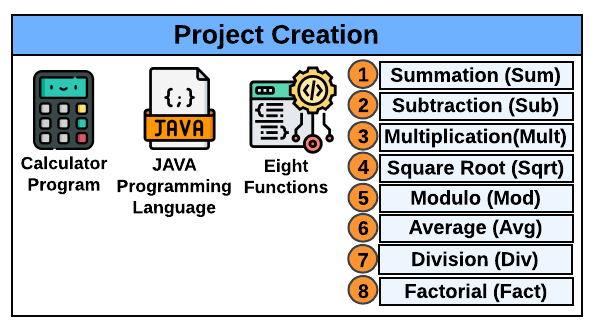 Project Creation
{;}
JAVA
</>
Calculator
Program
JAVA
Programming
Language
Eight
Functions
1 Summation (Sum)
2 Subtraction (Sub)
3 Multiplication(Mult)
4 Square Root (Sqrt)
5 Modulo (Mod)
6 Average (Avg)
7 Division (Div)
8 Factorial (Fact)